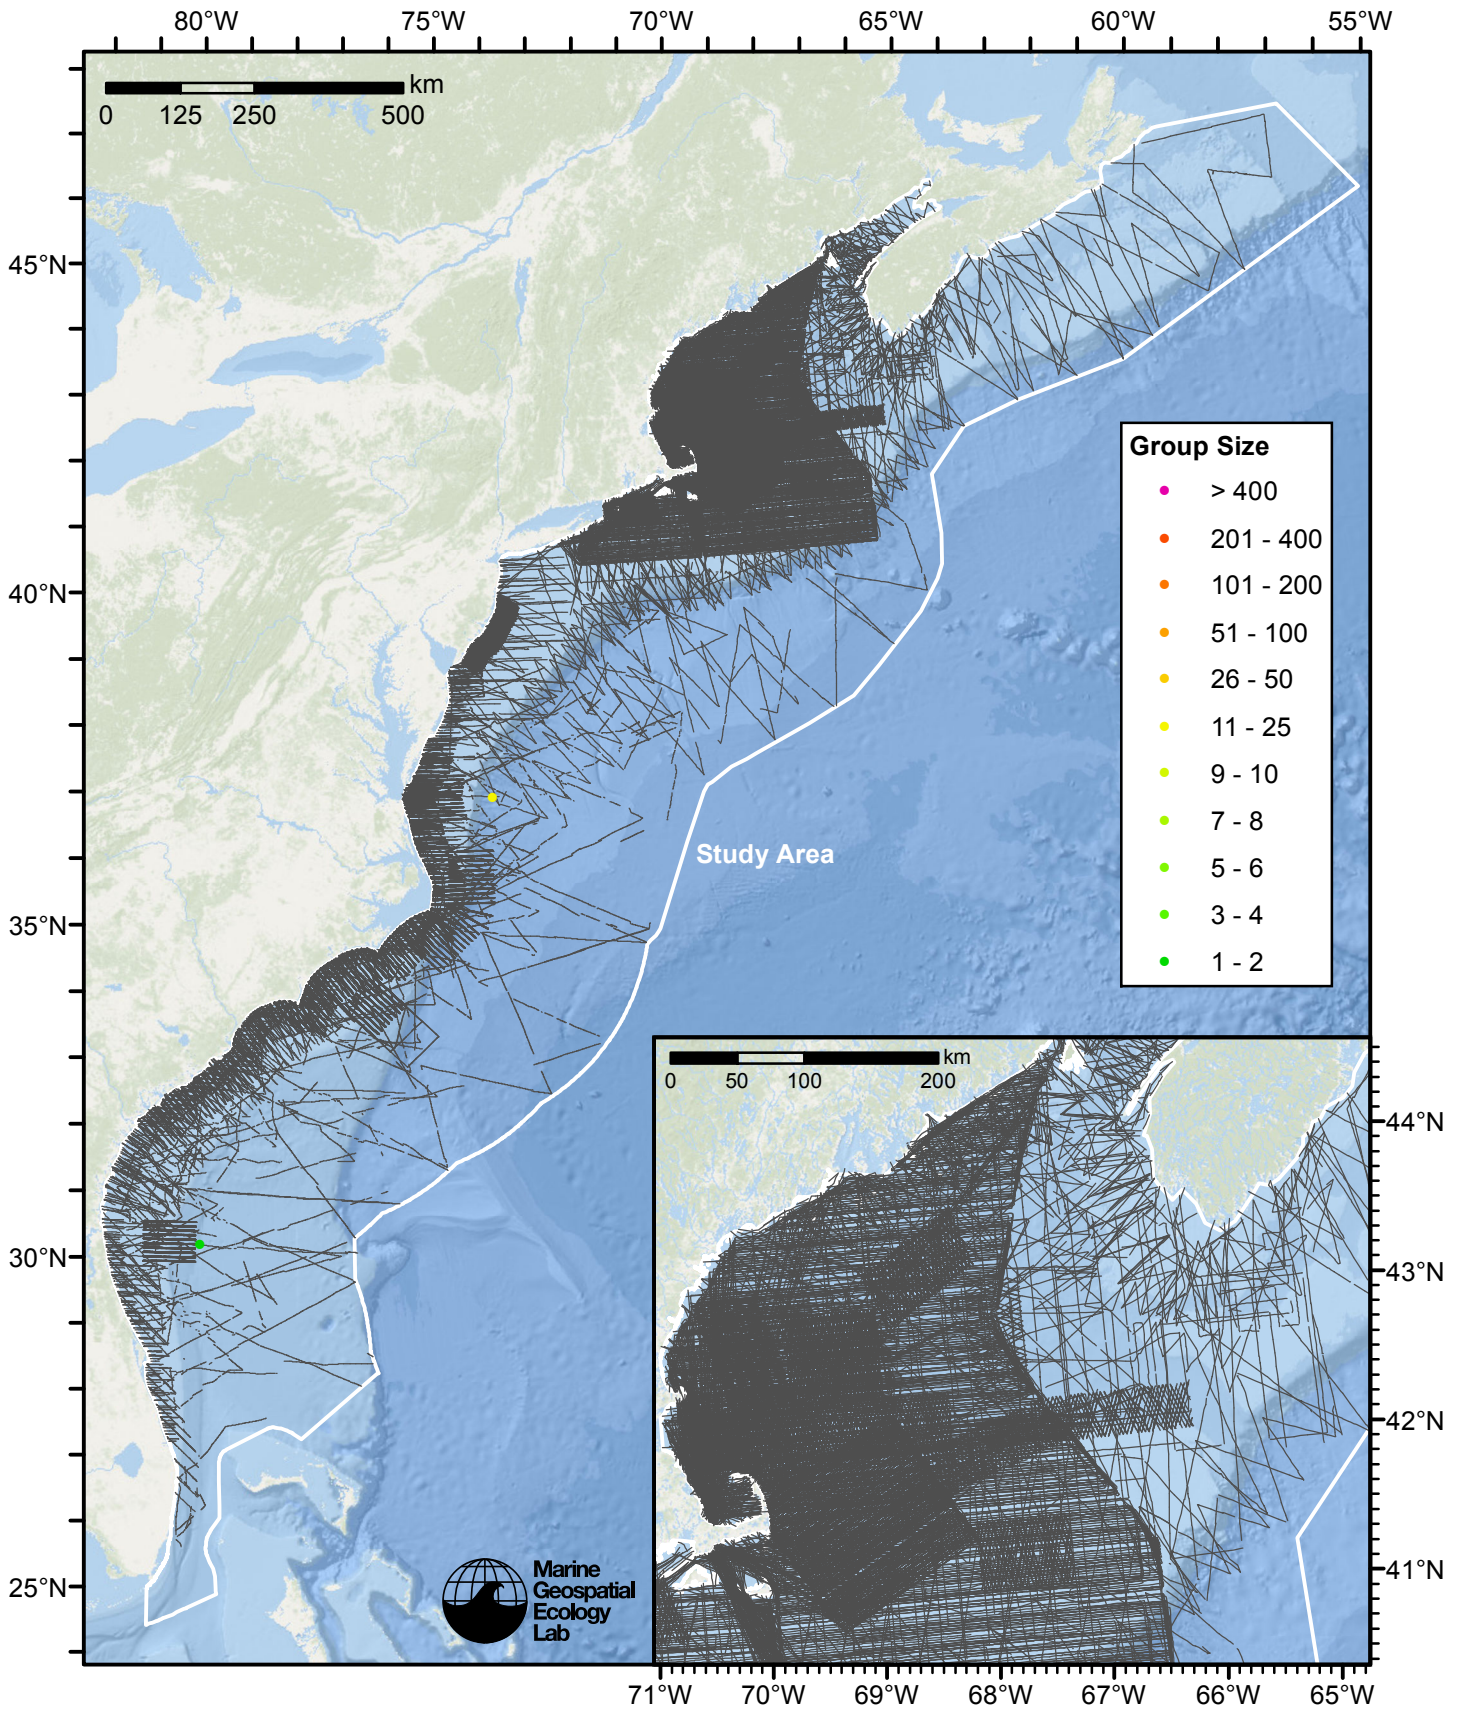 80°W 75°W 70°W 65°W 60°W 55°W
km
0 125 250 500
45°N
40°N
35°N
30°N
25°N
Group Size
> 400
201 - 400
101 - 200
51 - 100
26 - 50
11 - 25
9 - 10
7 - 8
5 - 6
3 - 4
1 - 2
Study Area
km
0 50 100 200
44°N
43°N
42°N
41°N
Marine
Geospatial
Ecology
Lab
71°W 70°W 69°W 68°W 67°W 66°W 65°W